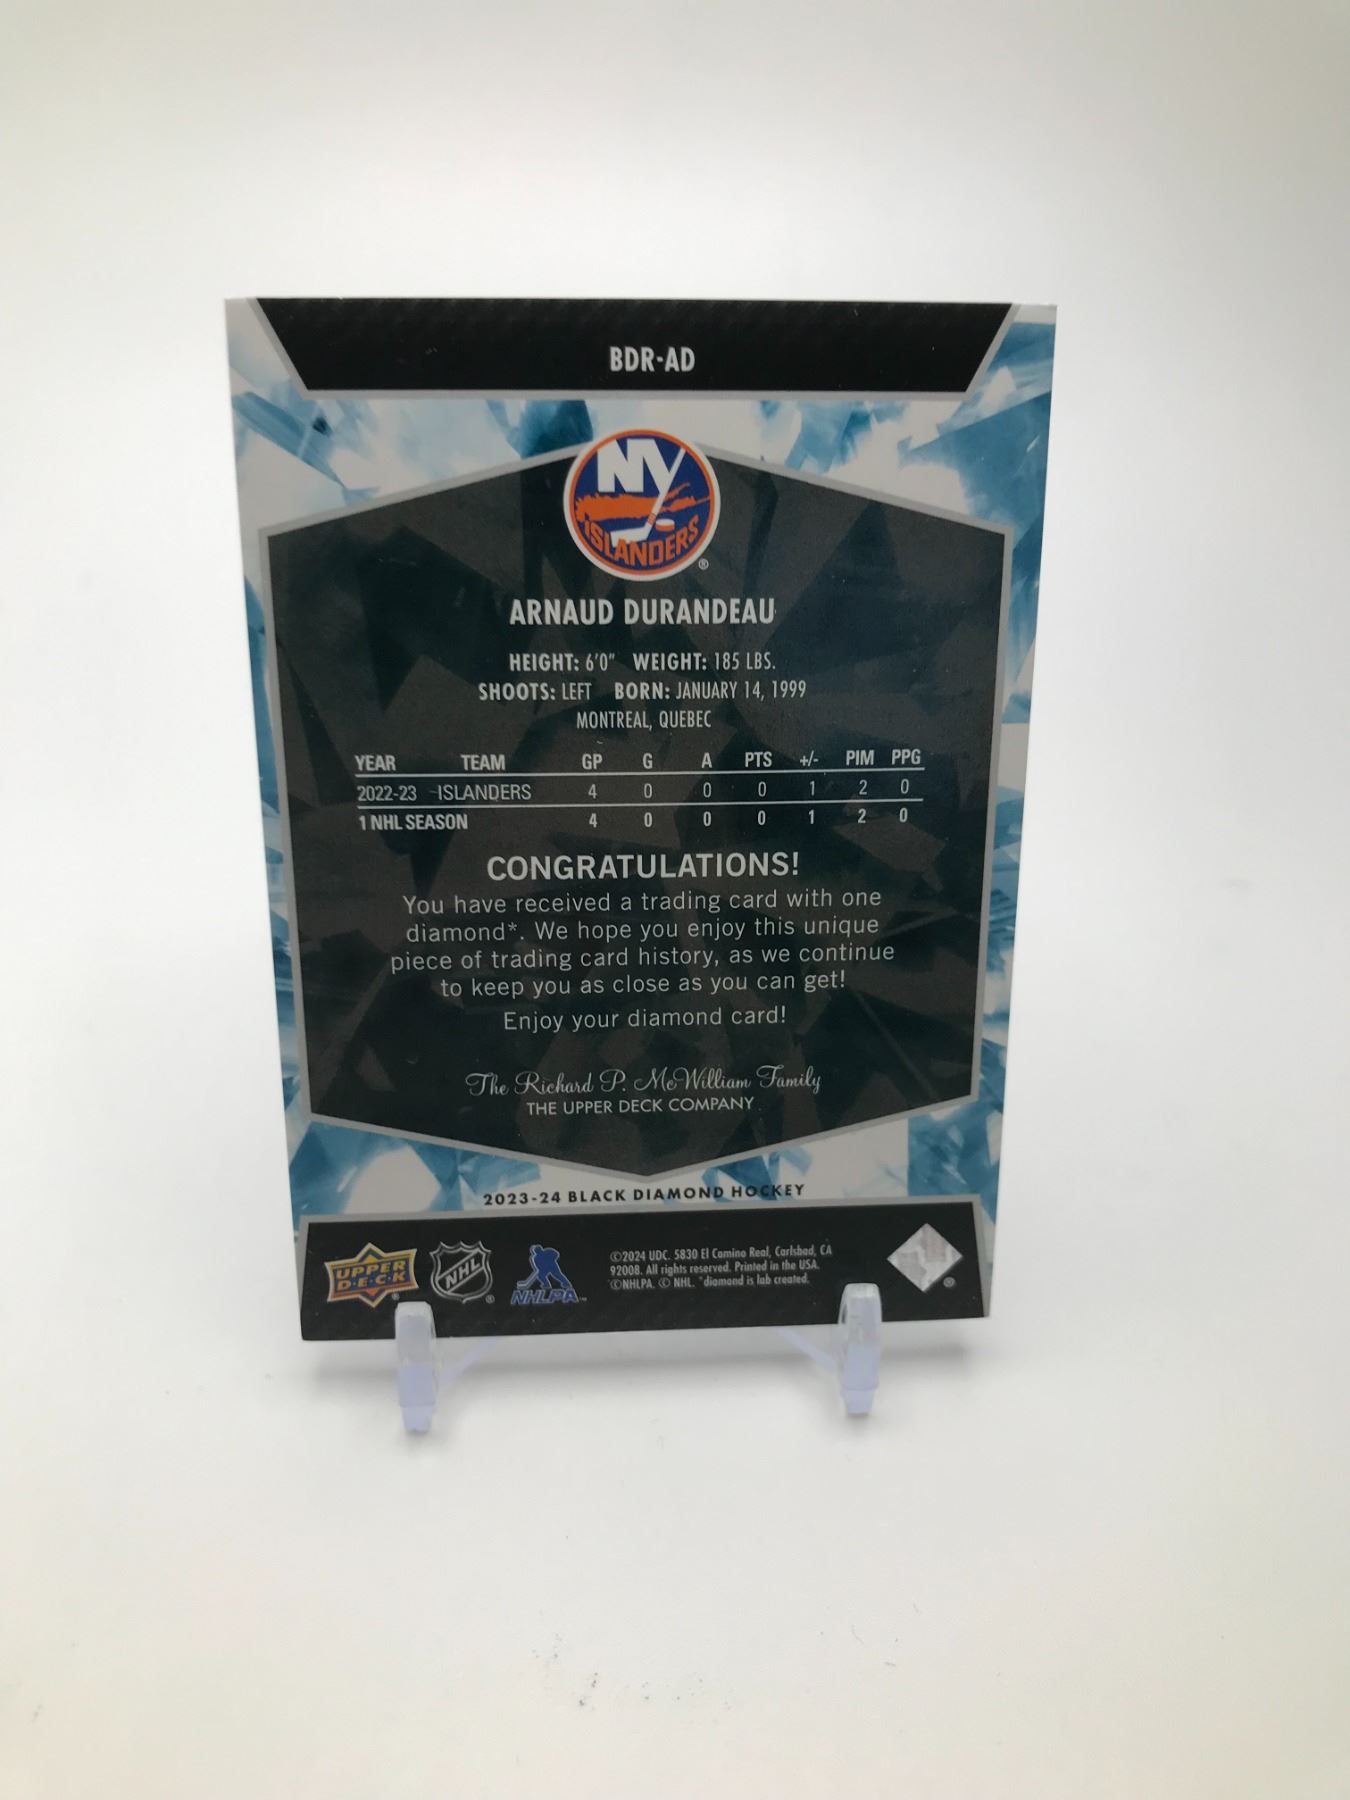 BDR-AD
NY
ISLANDERS
®
ARNAUD DURANDEAU
HEIGHT: 6'0" WEIGHT: 185 LBS.
SHOOTS: LEFT BORN: JANUARY 14, 1999
MONTREAL, QUEBEC
YEAR TEAM GP G A PTS +/- PIM PPG
2022-23 ISLANDERS 4 0 0 0 1 2 0
1 NHL SEASON 4 0 0 0 1 2 0
CONGRATULATIONS!
You have received a trading card with one
diamond*. We hope you enjoy this unique
piece of trading card history, as we continue
to keep you as close as you can get!
Enjoy your diamond card!
The Richard P. McWilliam Family
THE UPPER DECK COMPANY
2023-24 BLACK DIAMOND HOCKEY
UPPER
D·E·C·K
®
NHL
®
NHLPA
™
©2024 UDC. 5830 El Camino Real, Carlsbad, CA
92008. All rights reserved. Printed in the USA.
©NHLPA. © NHL. *diamond is lab created.
®